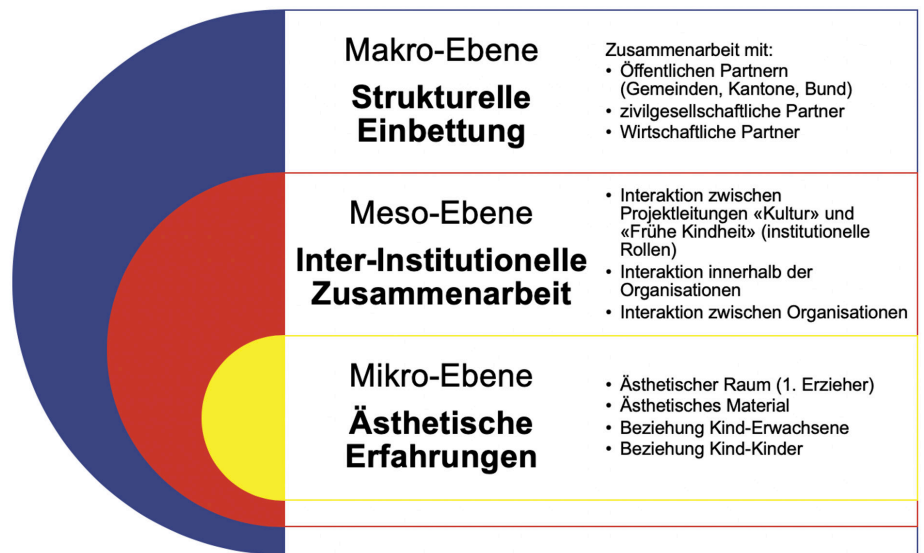 Makro-Ebene
Strukturelle
Einbettung
Zusammenarbeit mit:
• Öffentlichen Partnern
(Gemeinden, Kantone, Bund)
• zivilgesellschaftliche Partner
• Wirtschaftliche Partner
Meso-Ebene
Inter-Institutionelle
Zusammenarbeit
• Interaktion zwischen
Projektleitungen «Kultur» und
«Frühe Kindheit» (institutionelle
Rollen)
• Interaktion innerhalb der
Organisationen
• Interaktion zwischen Organisationen
Mikro-Ebene
Ästhetische
Erfahrungen
• Ästhetischer Raum (1. Erzieher)
• Ästhetisches Material
• Beziehung Kind-Erwachsene
• Beziehung Kind-Kinder